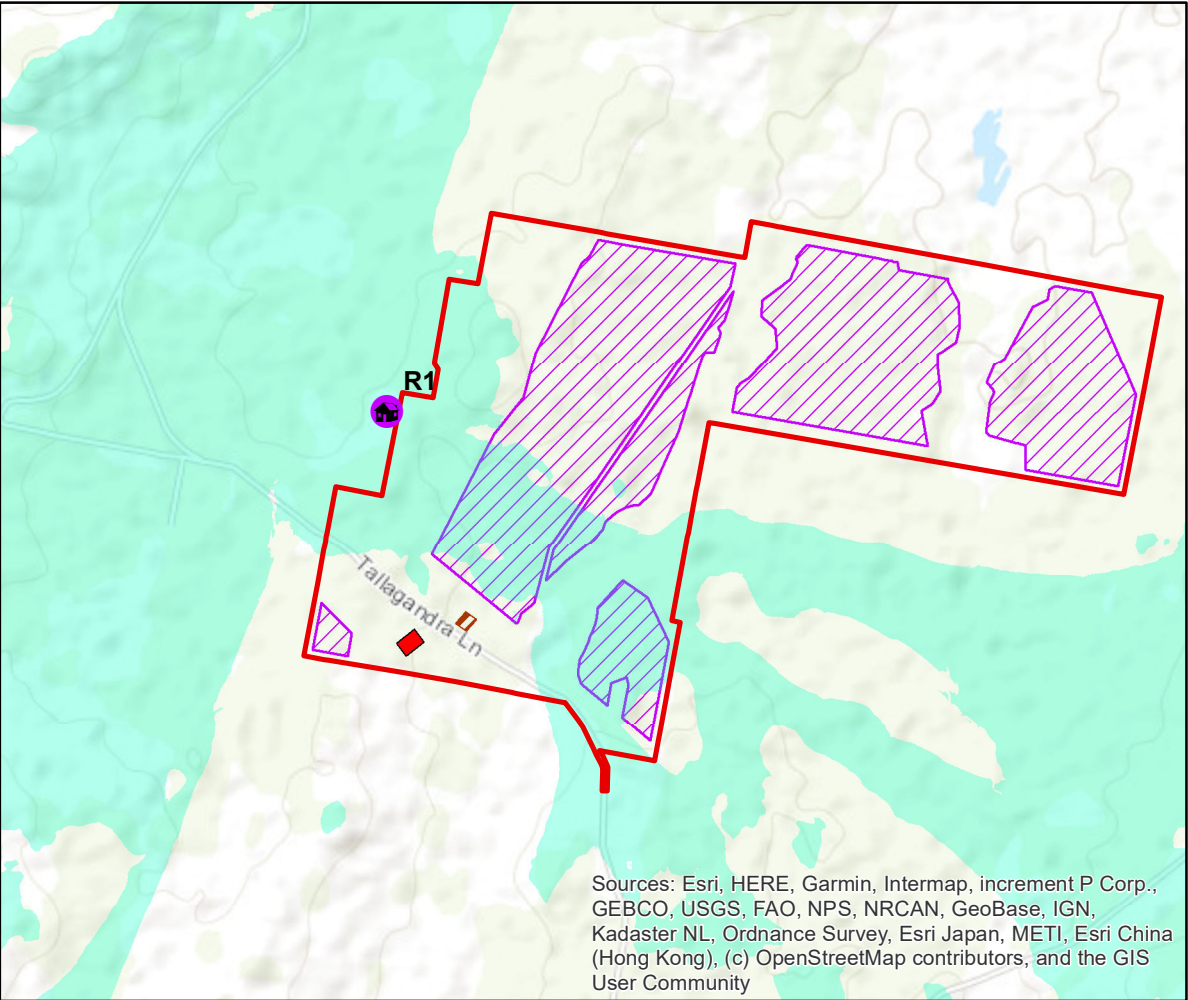 R1
Tallagandra Ln
Sources: Esri, HERE, Garmin, Intermap, increment P Corp.,
GEBCO, USGS, FAO, NPS, NRCAN, GeoBase, IGN,
Kadaster NL, Ordnance Survey, Esri Japan, METI, Esri China
(Hong Kong), (c) OpenStreetMap contributors, and the GIS
User Community